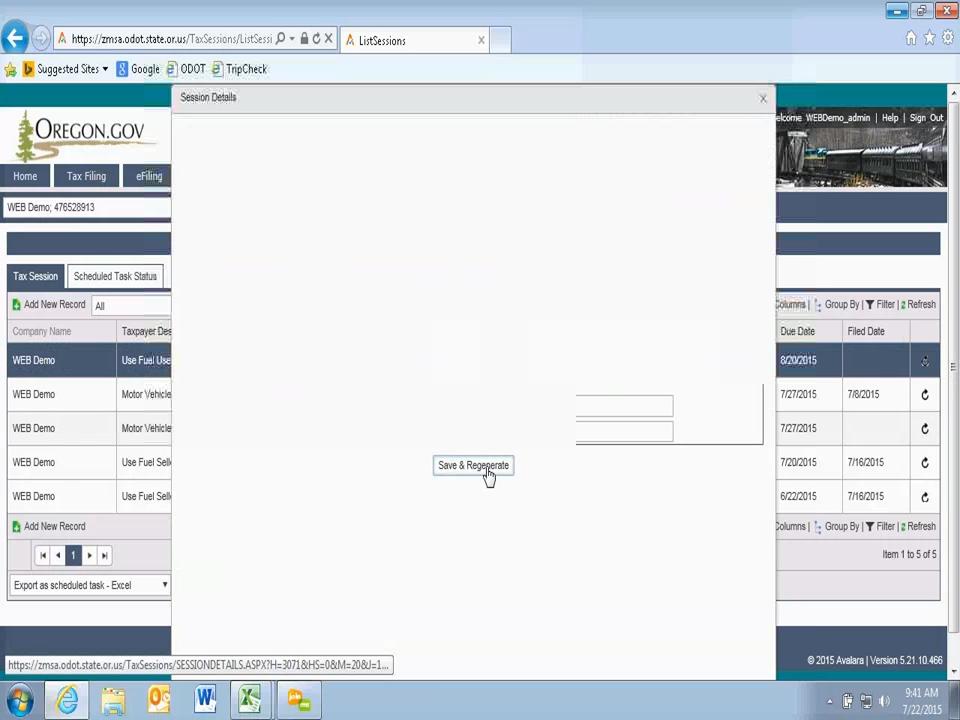 https://zmsa.odot.state.or.us/TaxSessions/ListSessi
ListSessions
Suggested Sites
Google
ODOT
TripCheck
Session Details
OREGON.GOV
elcome WEBDemo_admin | Help | Sign Out
Home
Tax Filing
eFiling
WEB Demo; 476528913
Tax Session
Scheduled Task Status
Add New Record
All
Columns | Group By | Filter | Refresh
Company Name
Taxpayer Des
Due Date
Filed Date
WEB Demo
Use Fuel Use
8/20/2015
WEB Demo
Motor Vehicle
7/27/2015
7/8/2015
WEB Demo
Motor Vehicle
7/27/2015
WEB Demo
Use Fuel Sell
7/20/2015
7/16/2015
Save & Regenerate
WEB Demo
Use Fuel Sell
6/22/2015
7/16/2015
Add New Record
Columns | Group By | Filter | Refresh
1
Item 1 to 5 of 5
Export as scheduled task - Excel
https://zmsa.odot.state.or.us/TaxSessions/SESSIONDETAILS.ASPX?H=3071&HS=0&M=20&J=1...
© 2015 Avalara | Version 5.21.10.466
9:41 AM
7/22/2015